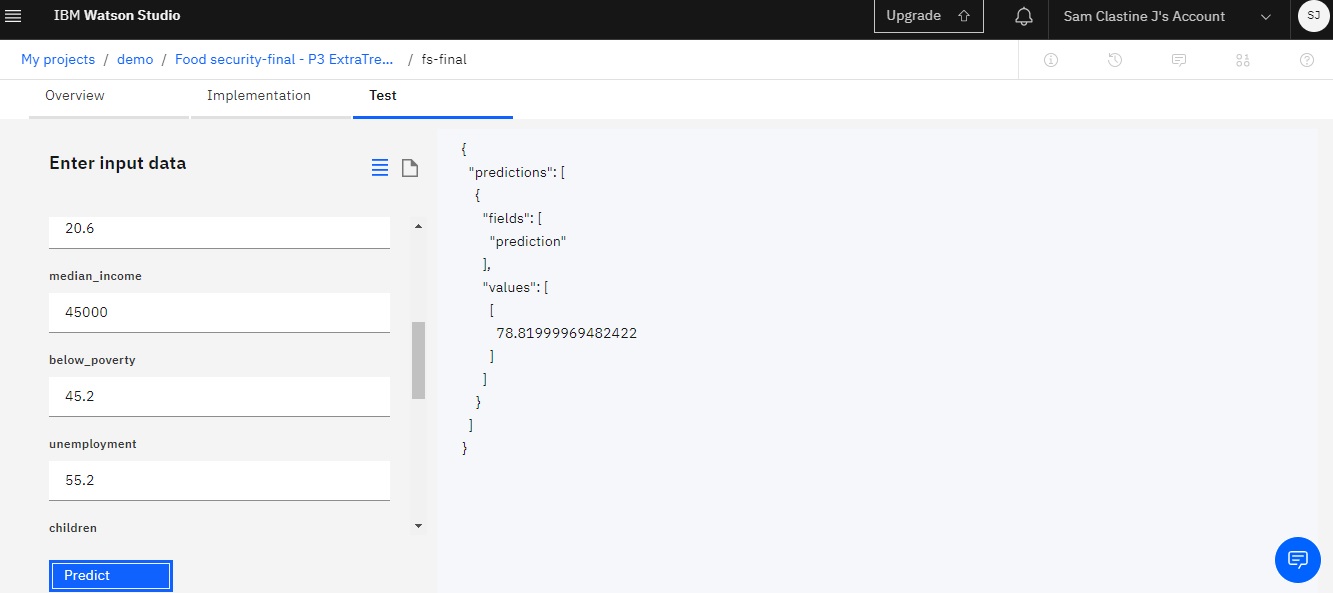 IBM Watson Studio
Upgrade
Sam Clastine J's Account
SJ
My projects / demo / Food security-final - P3 ExtraTre... / fs-final
Overview
Implementation
Test
Enter input data
20.6
median_income
45000
below_poverty
45.2
unemployment
55.2
children
Predict
{
"predictions": [
{
"fields": [
"prediction"
],
"values": [
[
78.81999969482422
]
]
}
]
}